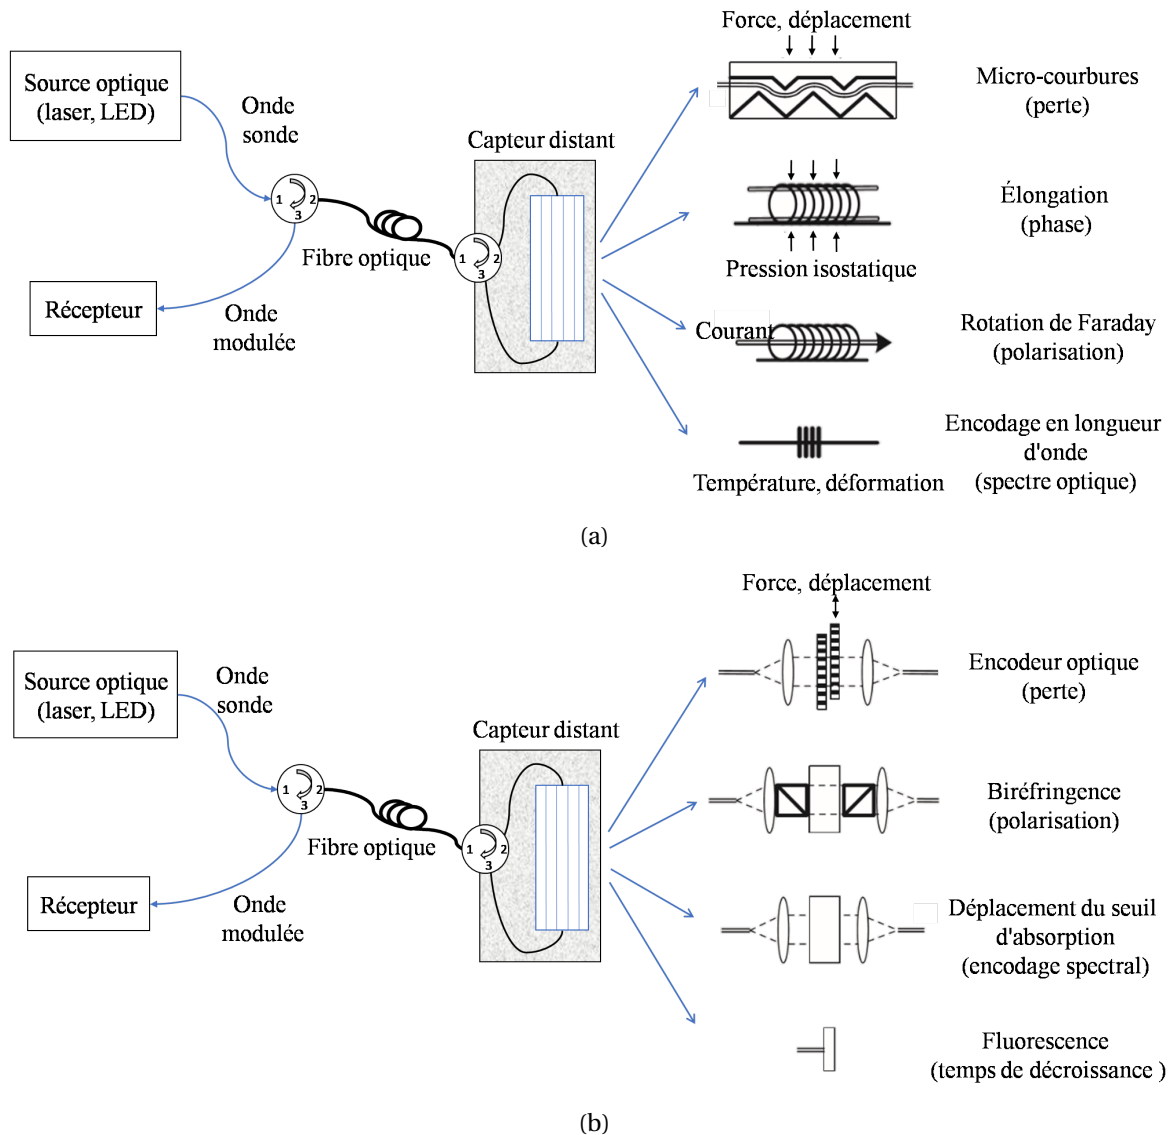 Force, déplacement
Source optique
(laser, LED)
Onde
sonde
Micro-courbures
(perte)
Capteur distant
1 2
3
Fibre optique
1 2
3
Élongation
(phase)
Pression isostatique
Récepteur
Onde
modulée
Courant
Rotation de Faraday
(polarisation)
Encodage en longueur
d'onde
(spectre optique)
Température, déformation
(a)
Force, déplacement
Source optique
(laser, LED)
Onde
sonde
Encodeur optique
(perte)
Capteur distant
1 2
3
Fibre optique
1 2
3
Biréfringence
(polarisation)
Récepteur
Onde
modulée
Déplacement du seuil
d'absorption
(encodage spectral)
Fluorescence
(temps de décroissance )
(b)